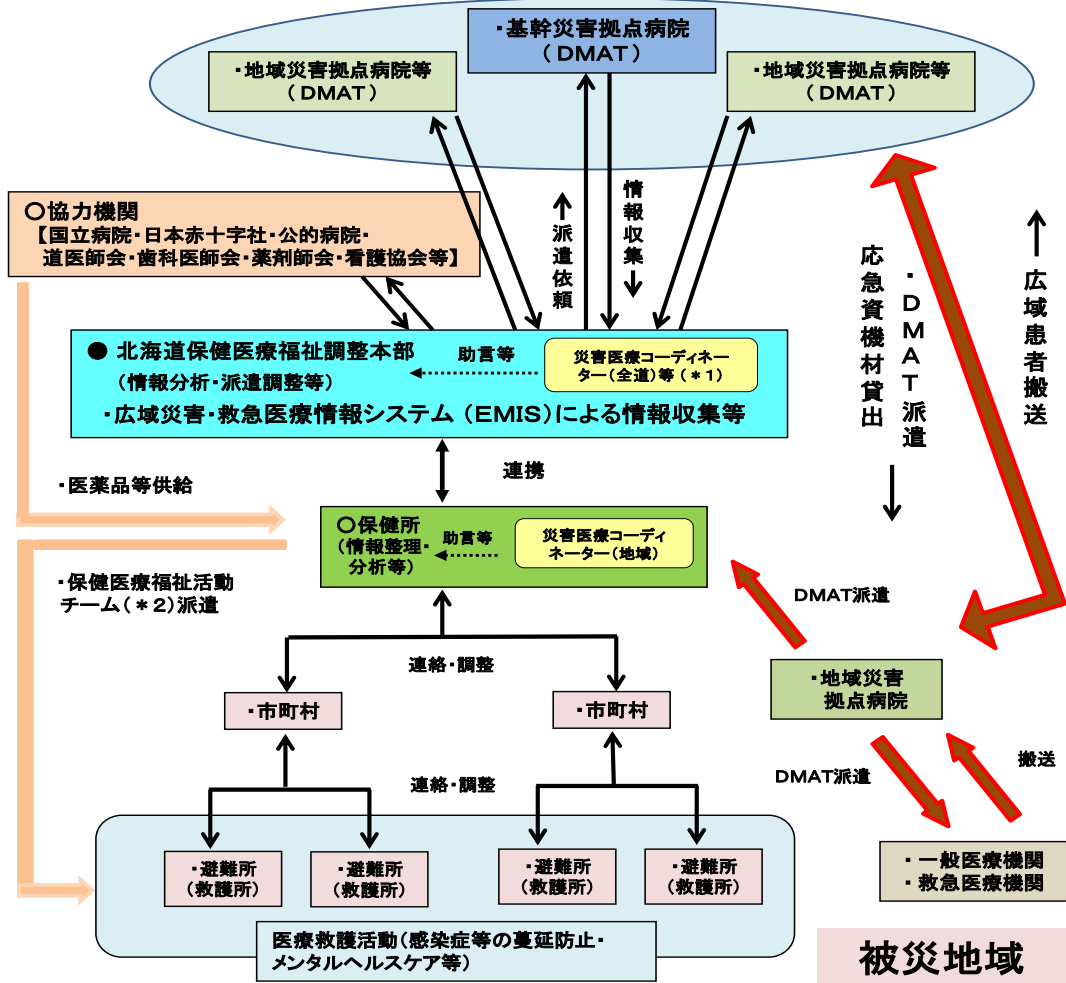 ・基幹災害拠点病院
（DMAT）
・地域災害拠点病院等
（DMAT）
・地域災害拠点病院等
（DMAT）
〇協力機関
【国立病院・日本赤十字社・公的病院・
道医師会・歯科医師会・薬剤師会・看護協会等】
↑派遣依頼
情報収集↓
・DMAT派遣
応急資機材貸出↓
↑広域患者搬送
● 北海道保健医療福祉調整本部
（情報分析・派遣調整等）
助言等
災害医療コーディネー
ター（全道）等（＊１）
・広域災害・救急医療情報システム（EMIS）による情報収集等
連携
・医薬品等供給
〇保健所
（情報整理・
分析等）
助言等
災害医療コーディ
ネーター（地域）
・保健医療福祉活動
チーム（＊２）派遣
DMAT派遣
連絡・調整
・地域災害
拠点病院
・市町村
・市町村
連絡・調整
DMAT派遣
搬送
・避難所
（救護所）
・避難所
（救護所）
・避難所
（救護所）
・避難所
（救護所）
・一般医療機関
・救急医療機関
医療救護活動（感染症等の蔓延防止・
メンタルヘルスケア等）
被災地域